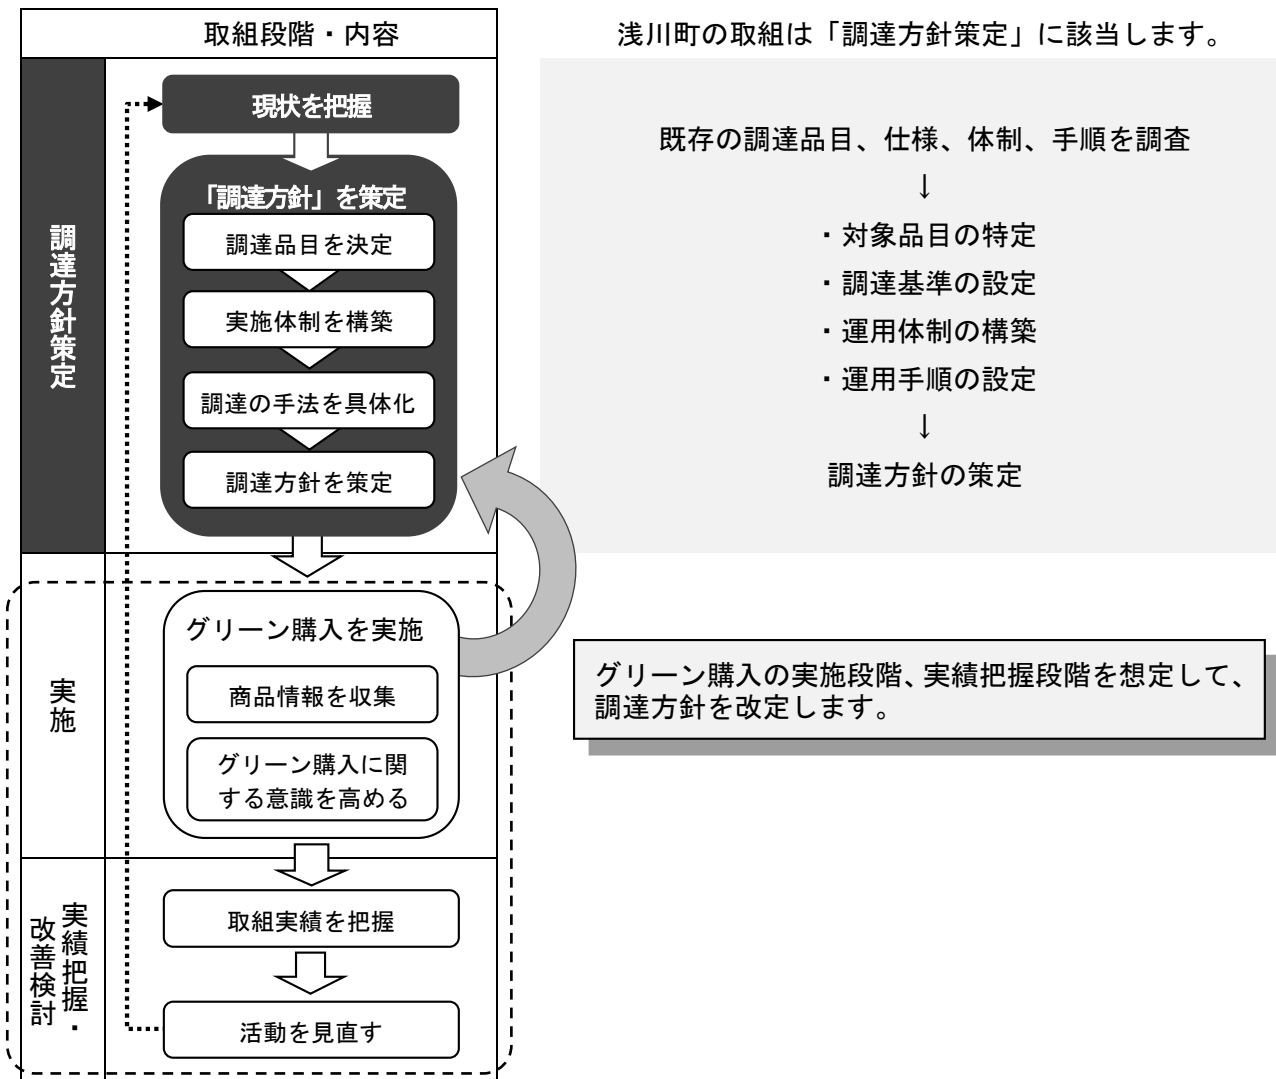 取組段階・内容
調達方針策定
現状を把握
「調達方針」を策定
調達品目を決定
実施体制を構築
調達の手法を具体化
調達方針を策定
実施
グリーン購入を実施
商品情報を収集
グリーン購入に関
する意識を高める
実績把握・
改善検討
取組実績を把握
活動を見直す
浅川町の取組は「調達方針策定」に該当します。
既存の調達品目、仕様、体制、手順を調査
↓
・対象品目の特定
・調達基準の設定
・運用体制の構築
・運用手順の設定
↓
調達方針の策定
グリーン購入の実施段階、実績把握段階を想定して、
調達方針を改定します。